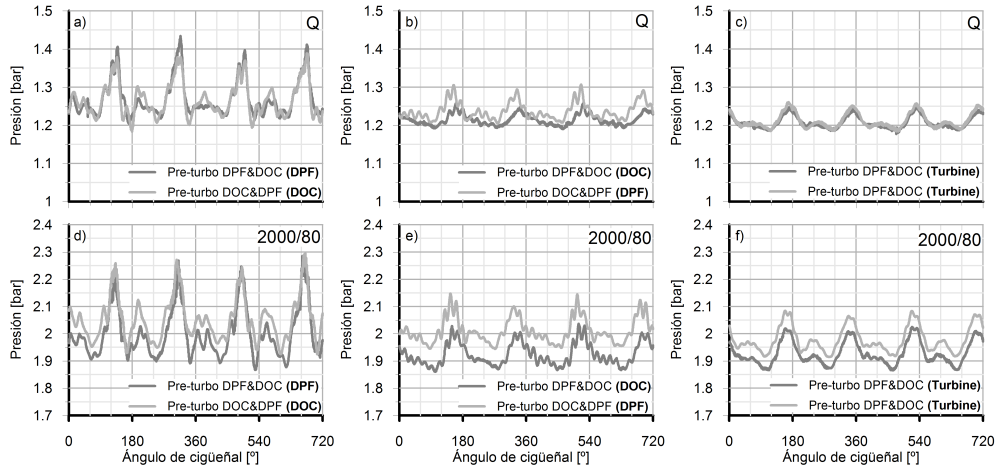 a)
Q
Presión [bar]
1.5
1.4
1.3
1.2
1.1
1
Pre-turbo DPF&DOC (DPF)
Pre-turbo DOC&DPF (DOC)
b)
Q
Presión [bar]
1.5
1.4
1.3
1.2
1.1
1
Pre-turbo DPF&DOC (DOC)
Pre-turbo DOC&DPF (DPF)
c)
Q
Presión [bar]
1.5
1.4
1.3
1.2
1.1
1
Pre-turbo DPF&DOC (Turbine)
Pre-turbo DPF&DOC (Turbine)
d)
2000/80
Presión [bar]
2.4
2.3
2.2
2.1
2
1.9
1.8
1.7
Pre-turbo DPF&DOC (DPF)
Pre-turbo DOC&DPF (DOC)
0 180 360 540 720
Ángulo de cigüeñal [º]
e)
2000/80
Presión [bar]
2.4
2.3
2.2
2.1
2
1.9
1.8
1.7
Pre-turbo DPF&DOC (DOC)
Pre-turbo DOC&DPF (DPF)
0 180 360 540 720
Ángulo de cigüeñal [º]
f)
2000/80
Presión [bar]
2.4
2.3
2.2
2.1
2
1.9
1.8
1.7
Pre-turbo DPF&DOC (Turbine)
Pre-turbo DOC&DPF (Turbine)
0 180 360 540 720
Ángulo de cigüeñal [º]